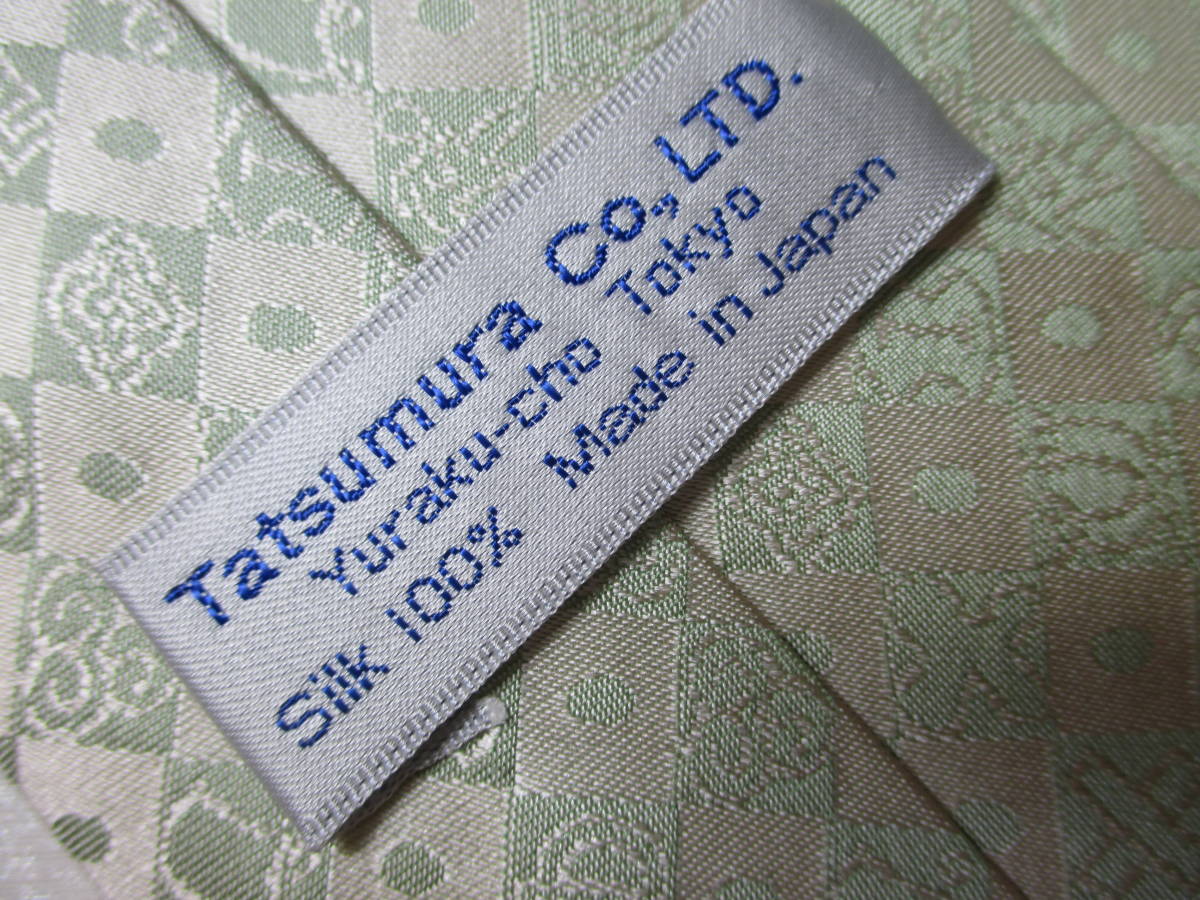 Tatsumura Co., LTD.
Yuraku-cho Tokyo
Silk 100% Made in Japan